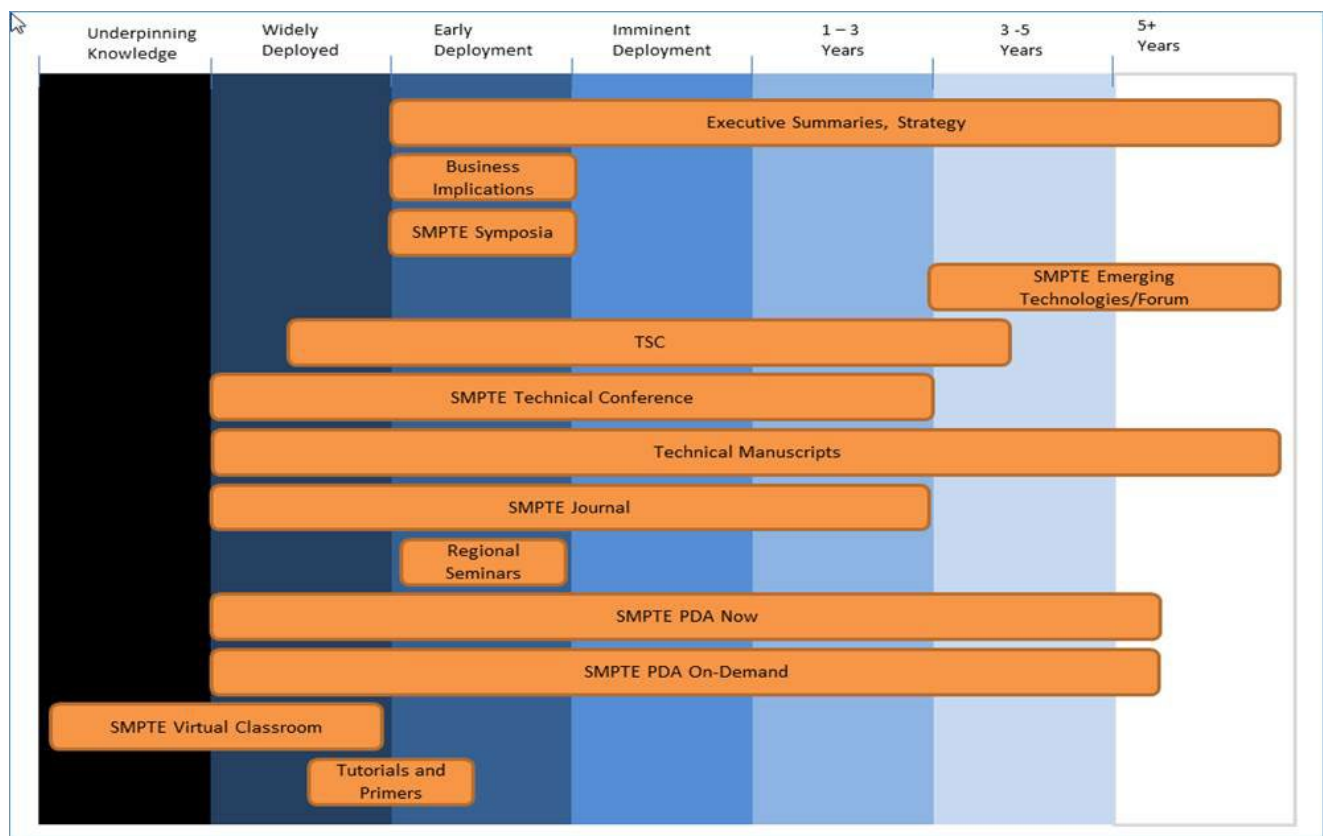 Underpinning
Knowledge
Widely
Deployed
Early
Deployment
Imminent
Deployment
1 – 3
Years
3 -5
Years
5+
Years
Executive Summaries, Strategy
Business
Implications
SMPTE Symposia
SMPTE Emerging
Technologies/Forum
TSC
SMPTE Technical Conference
Technical Manuscripts
SMPTE Journal
Regional
Seminars
SMPTE PDA Now
SMPTE PDA On-Demand
SMPTE Virtual Classroom
Tutorials and
Primers